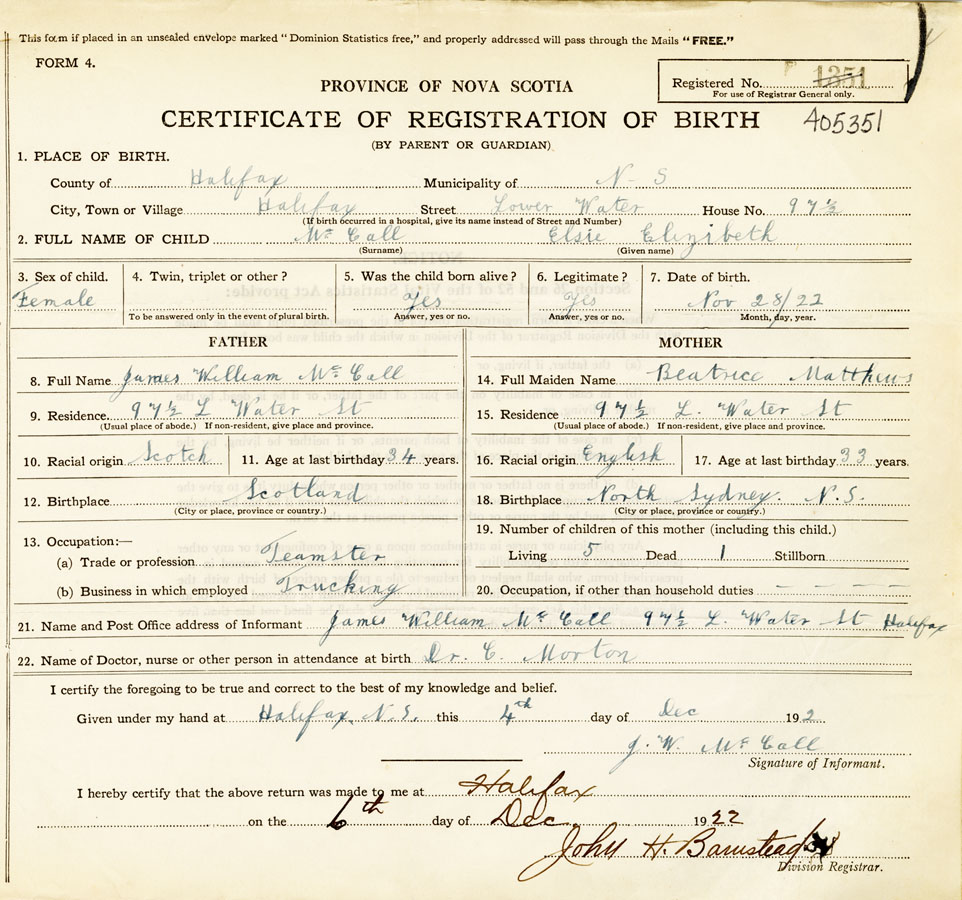 This form if placed in an unsealed envelope marked "Dominion Statistics free," and properly addressed will pass through the Mails "FREE."
FORM 4.
PROVINCE OF NOVA SCOTIA
Registered No. 1351
For use of Registrar General only.
CERTIFICATE OF REGISTRATION OF BIRTH
405351
(BY PARENT OR GUARDIAN)
1. PLACE OF BIRTH.
County of Halifax Municipality of N-S
City, Town or Village Halifax Street Lower Water House No. 97½
(If birth occurred in a hospital, give its name instead of Street and Number)
2. FULL NAME OF CHILD McCall Elsie Elizibeth
(Surname) (Given name)
3. Sex of child. 4. Twin, triplet or other? 5. Was the child born alive? 6. Legitimate? 7. Date of birth.
Female Yes Yes Nov 28/22
To be answered only in the event of plural birth. Answer, yes or no. Answer, yes or no. Month, day, year.
FATHER MOTHER
8. Full Name James William McCall 14. Full Maiden Name Beatrice Matthews
9. Residence. 97½ L Water St 15. Residence 97½ L. Water St
(Usual place of abode.) If non-resident, give place and province. (Usual place of abode.) If non-resident, give place and province.
10. Racial origin Scotch 11. Age at last birthday 34 years. 16. Racial origin English 17. Age at last birthday 33 years.
12. Birthplace Scotland 18. Birthplace North Sydney. N.S.
(City or place, province or country.) (City or place, province or country.)
13. Occupation:— 19. Number of children of this mother (including this child.)
(a) Trade or profession Teamster Living 5 Dead 1 Stillborn
(b) Business in which employed Trucking 20. Occupation, if other than household duties — — —
21. Name and Post Office address of Informant James William McCall 97½ L. Water St Halifax
22. Name of Doctor, nurse or other person in attendance at birth Dr. C. Morton
I certify the foregoing to be true and correct to the best of my knowledge and belief.
Given under my hand at Halifax, N.S. this 4th day of Dec 192
J. W. McCall
Signature of Informant.
I hereby certify that the above return was made to me at Halifax
on the 6th day of Dec. 1922
John H. Barnstead
Division Registrar.